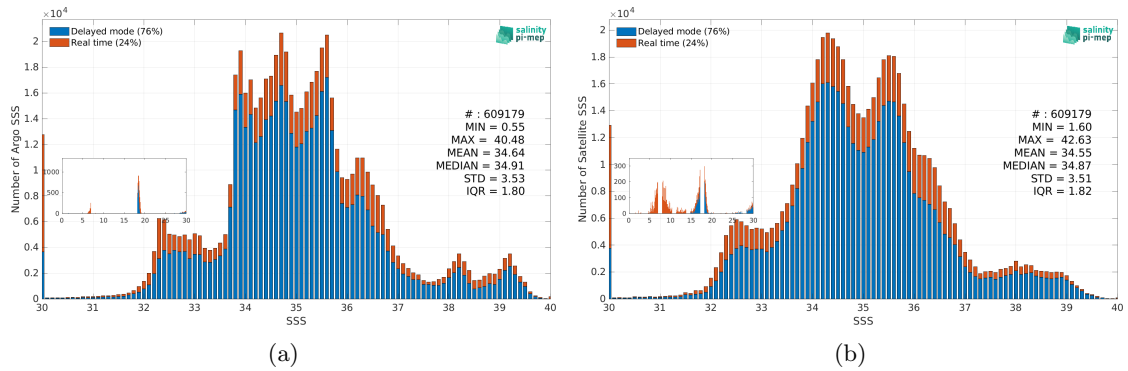 ×10⁴
Delayed mode (76%)
Real time (24%)
salinity
pi-mep
# : 609179
MIN = 0.55
MAX = 40.48
MEAN = 34.64
MEDIAN = 34.91
STD = 3.53
IQR = 1.80
Number of Argo SSS
2
1.8
1.6
1.4
1.2
1
0.8
0.6
0.4
0.2
0
1000
500
0
0 5 10 15 20 25 30
30 31 32 33 34 35 36 37 38 39 40
SSS
(a)
×10⁴
Delayed mode (76%)
Real time (24%)
salinity
pi-mep
# : 609179
MIN = 1.60
MAX = 42.63
MEAN = 34.55
MEDIAN = 34.87
STD = 3.51
IQR = 1.82
Number of Satellite SSS
2
1.8
1.6
1.4
1.2
1
0.8
0.6
0.4
0.2
0
300
200
100
0
0 5 10 15 20 25 30
30 31 32 33 34 35 36 37 38 39 40
SSS
(b)